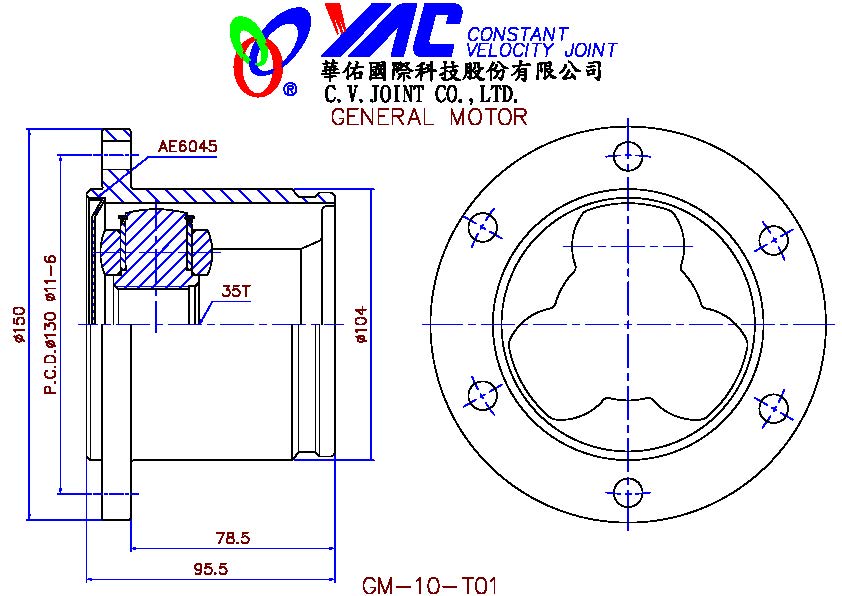 YAC CONSTANT
VELOCITY JOINT
®
華佑國際科技股份有限公司
C.V.JOINT CO.,LTD.
GENERAL MOTOR
AE6045
35T
ø150
P.C.D.ø130 ø11-6
ø104
78.5
95.5
GM-10-T01